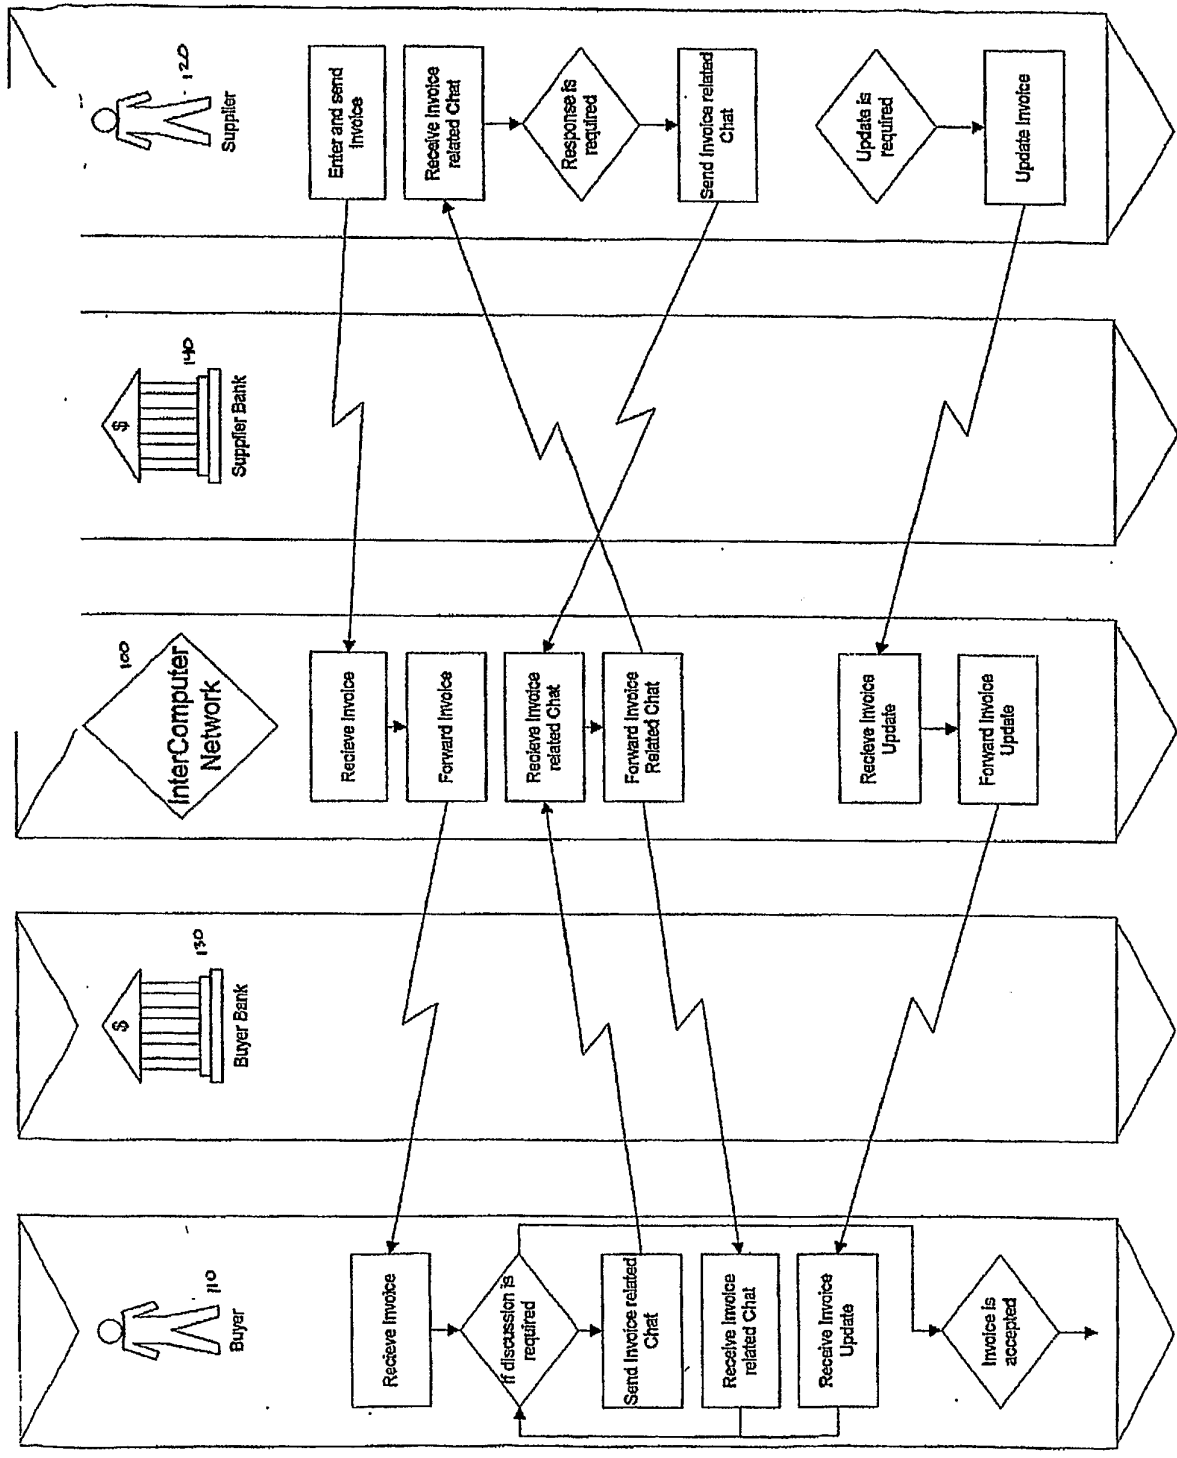 110
Buyer
Recieve Invoice
If discussion is
required
Send Invoice related
Chat
Receive Invoice
related Chat
Receive Invoice
Update
Invoice is
accepted
$
130
Buyer Bank
100
InterComputer
Network
Recieve Invoice
Forward Invoice
Recieve Invoice
related Chat
Forward Invoice
Related Chat
Recieve Invoice
Update
Forward Invoice
Update
$
140
Supplier Bank
120
Supplier
Enter and send
Invoice
Receive Invoice
related Chat
Response is
required
Send Invoice related
Chat
Update is
required
Update Invoice